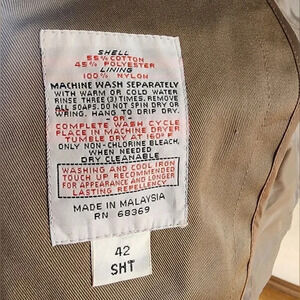 SHELL
55% COTTON
45% POLYESTER
LINING
100% NYLON
MACHINE WASH SEPARATELY
WITH WARM OR COLD WATER
RINSE THREE (3) TIMES. REMOVE
ALL SOAPS. DO NOT SPIN DRY OR
WRING. HANG TO DRIP DRY.
-OR-
COMPLETE WASH CYCLE
PLACE IN MACHINE DRYER
TUMBLE DRY AT 160°F
ONLY NON-CHLORINE BLEACH,
WHEN NEEDED
DRY CLEANABLE
WASHING AND COOL IRON
TOUCH UP RECOMMENDED
FOR APPEARANCE AND LONGER
LASTING REPELLENCY
MADE IN MALAYSIA
RN 68369
42
SHT